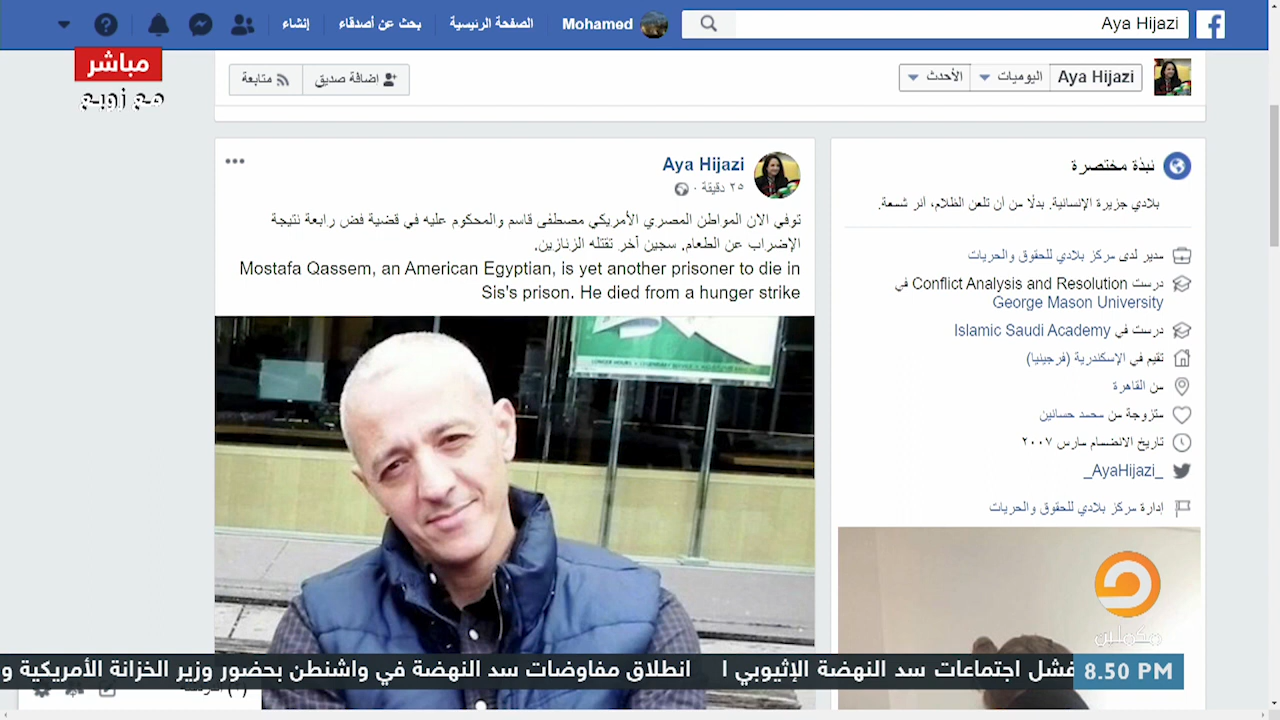 Aya Hijazi
Mohamed
الصفحة الرئيسية
بحث عن أصدقاء
إنشاء
مباشر
مع زوبع
Aya Hijazi
اليوميات
الأحدث
اضافة صديق
متابعة
Aya Hijazi
٢٥ دقيقة ·
توفي الان المواطن المصري الأمريكي مصطفى قاسم والمحكوم عليه في قضية فض رابعة نتيجة
الإضراب عن الطعام. سجين آخر تقتله الزنازين.
Mostafa Qassem, an American Egyptian, is yet another prisoner to die in
Sis's prison. He died from a hunger strike
نبذة مختصرة
بلادي جزيرة الإنسانية. بدلًا من أن تلعن الظلام، أنر شمعة.
مدير لدى مركز بلادي للحقوق والحريات
درست Conflict Analysis and Resolution في
George Mason University
درست في Islamic Saudi Academy
تقيم في الإسكندرية (فرجينيا)
من القاهرة
متزوجة من محمد حسانين
تاريخ الانضمام مارس ٢٠٠٧
_AyaHijazi_
إدارة مركز بلادي للحقوق والحريات
LONGER HOURS
مكملين
فشل اجتماعات سد النهضة الإثيوبي ا
انطلاق مفاوضات سد النهضة في واشنطن بحضور وزير الخزانة الأمريكية و
8.50 PM